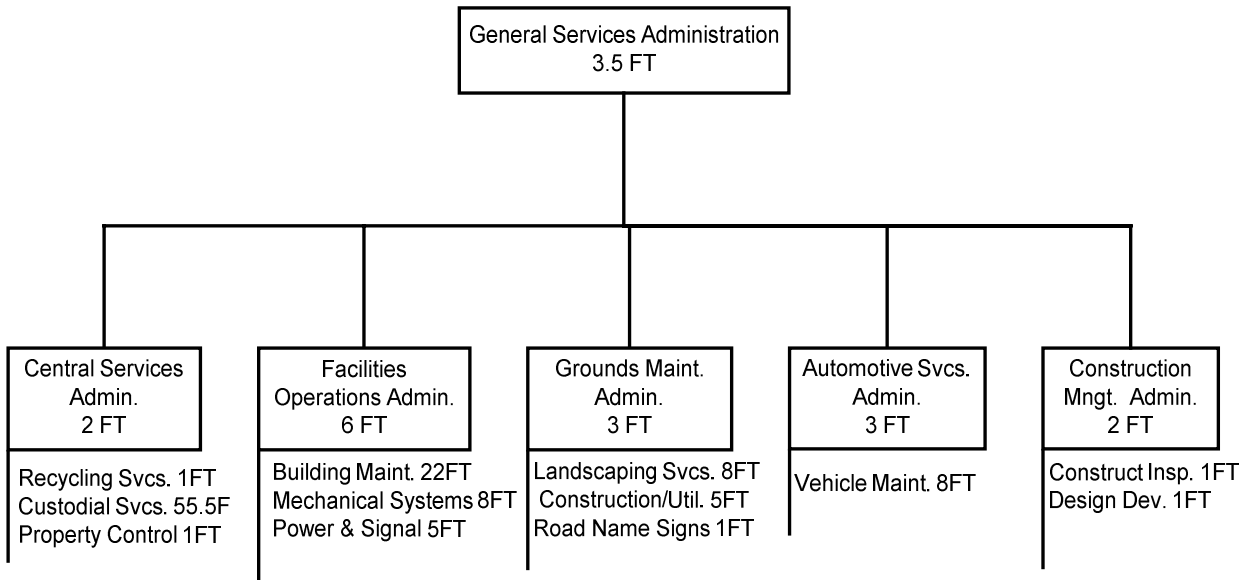 General Services Administration
3.5 FT
Central Services
Admin.
2 FT
Recycling Svcs. 1FT
Custodial Svcs. 55.5F
Property Control 1FT
Facilities
Operations Admin.
6 FT
Building Maint. 22FT
Mechanical Systems 8FT
Power & Signal 5FT
Grounds Maint.
Admin.
3 FT
Landscaping Svcs. 8FT
Construction/Util. 5FT
Road Name Signs 1FT
Automotive Svcs.
Admin.
3 FT
Vehicle Maint. 8FT
Construction
Mngt. Admin.
2 FT
Construct Insp. 1FT
Design Dev. 1FT